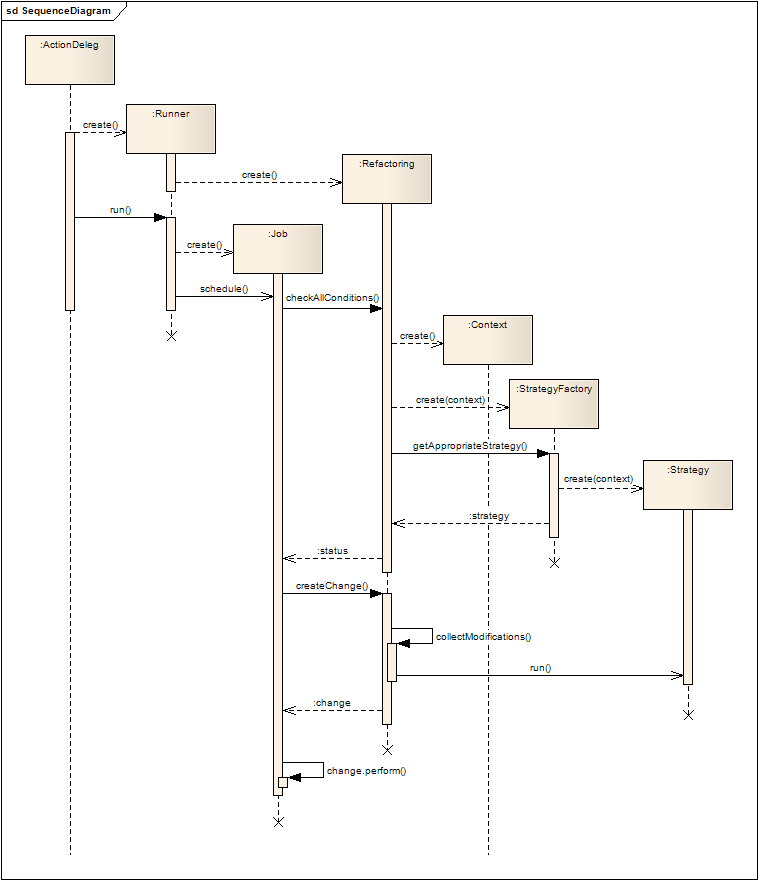 sd SequenceDiagram
:ActionDeleg
:Runner
create()
:Refactoring
create()
run()
:Job
create()
schedule()
checkAllConditions()
:Context
create()
:StrategyFactory
create(context)
getAppropriateStrategy()
:Strategy
create(context)
:strategy
:status
createChange()
collectModifications()
run()
:change
change.perform()